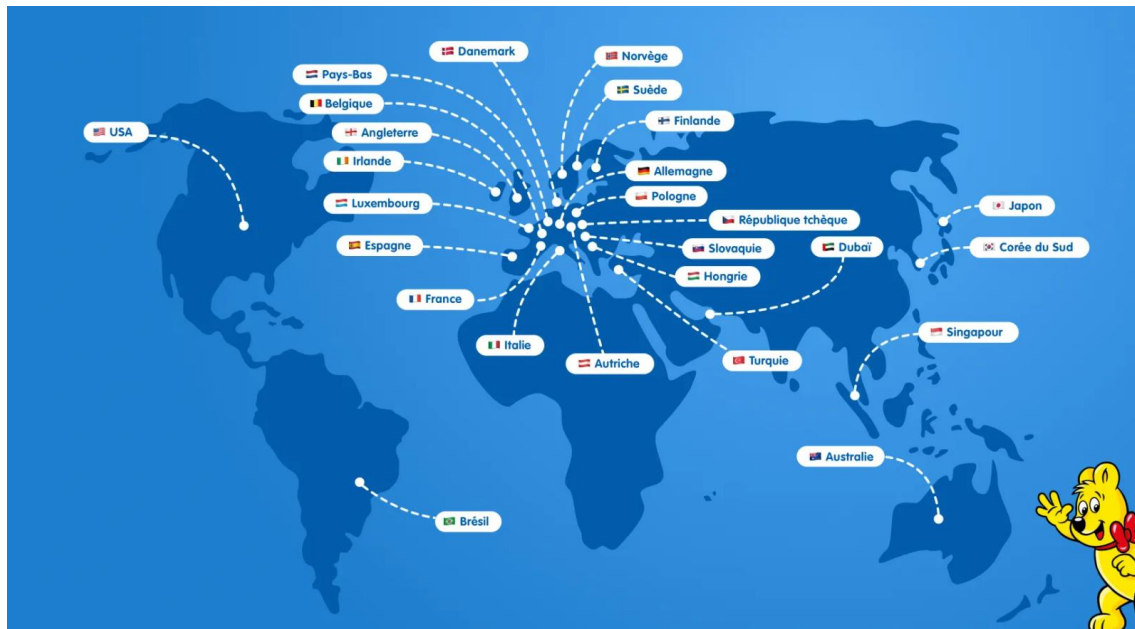 Danemark
Norvège
Pays-Bas
Suède
Belgique
Finlande
USA
Angleterre
Irlande
Allemagne
Pologne
Luxembourg
Japon
République tchèque
Espagne
Slovaquie
Dubaï
Corée du Sud
Hongrie
France
Singapour
Italie
Autriche
Turquie
Australie
Brésil